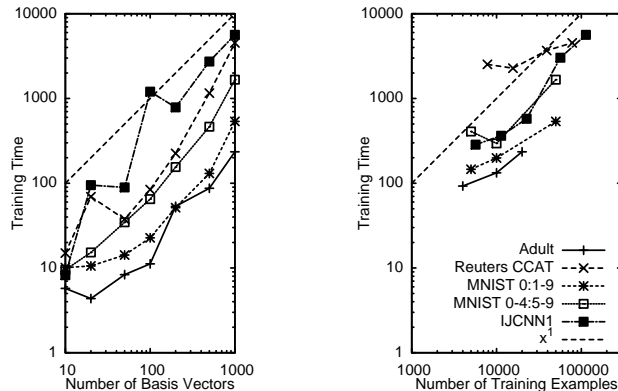 10000
1000
100
10
1
10
100
1000
Training Time
Number of Basis Vectors
10000
1000
100
10
1
1000
10000
100000
Training Time
Number of Training Examples
Adult
Reuters CCAT
MNIST 0:1-9
MNIST 0-4:5-9
IJCNN1
x^1